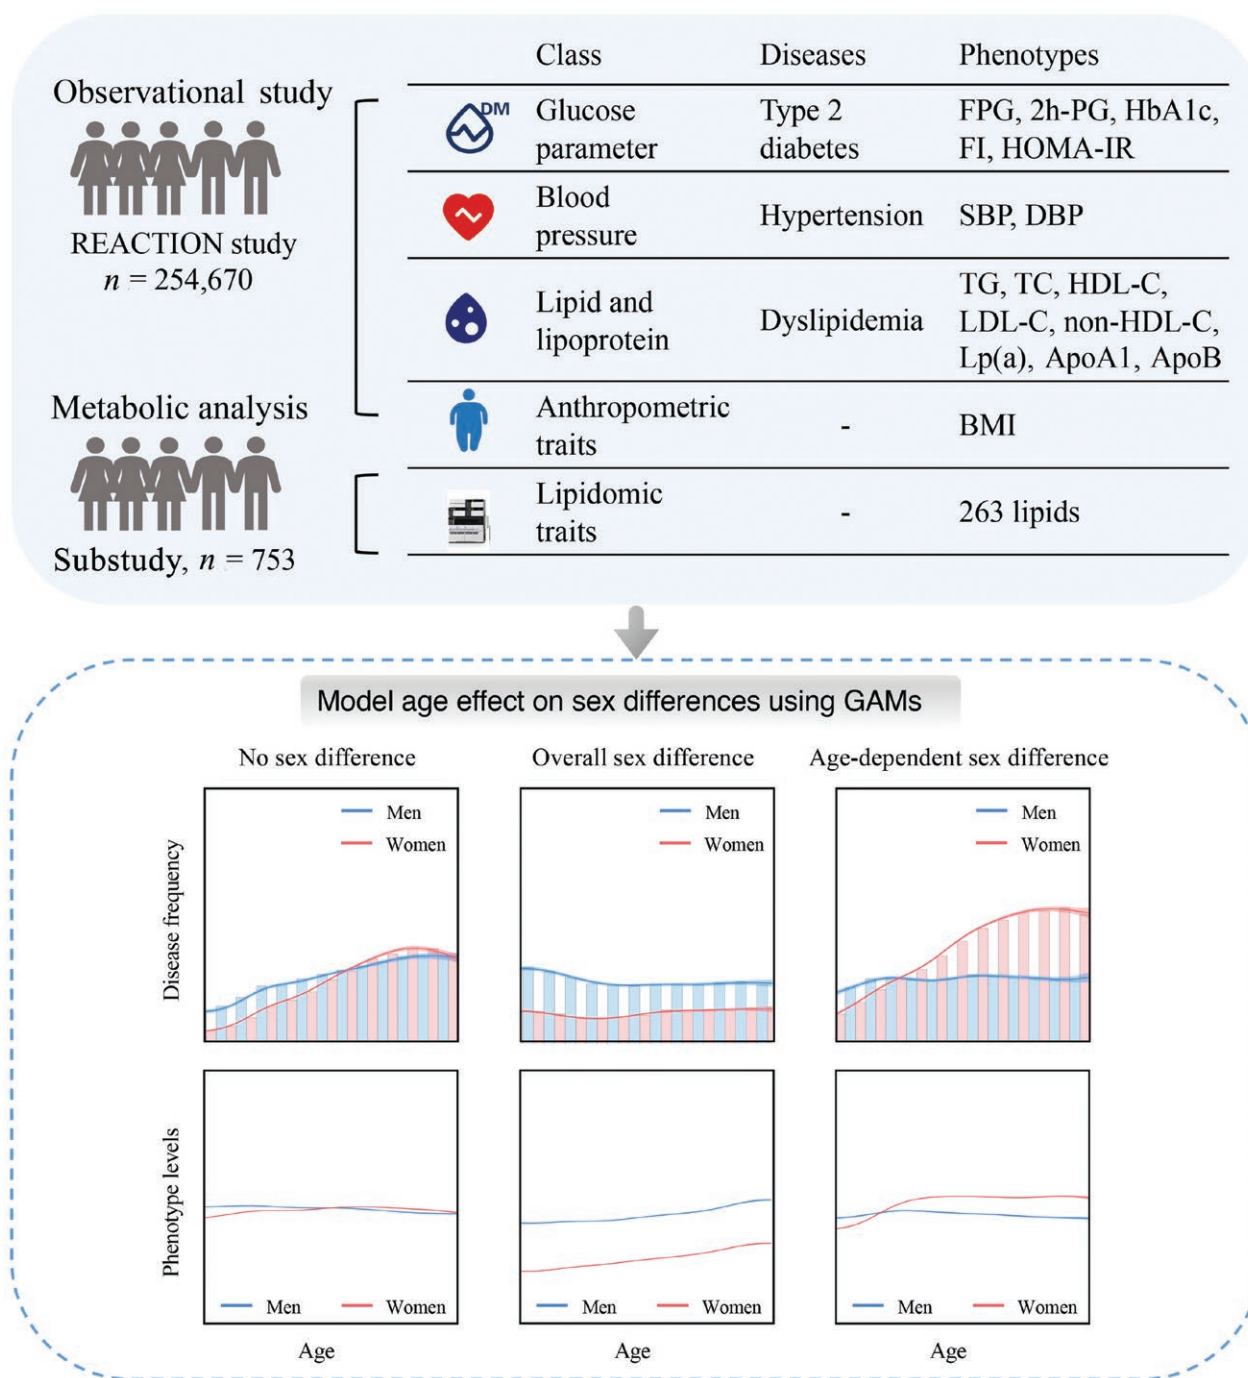 Observational study
REACTION study
n = 254,670
Metabolic analysis
Substudy, n = 753
Class Diseases Phenotypes
DM
Glucose
parameter
Type 2
diabetes
FPG, 2h-PG, HbA1c,
FI, HOMA-IR
Blood
pressure
Hypertension
SBP, DBP
Lipid and
lipoprotein
Dyslipidemia
TG, TC, HDL-C,
LDL-C, non-HDL-C,
Lp(a), ApoA1, ApoB
Anthropometric
traits
-
BMI
Lipidomic
traits
-
263 lipids
Model age effect on sex differences using GAMs
No sex difference
Overall sex difference
Age-dependent sex difference
Disease frequency
Men
Women
Men
Women
Men
Women
Phenotype levels
Men Women
Men Women
Men Women
Age
Age
Age